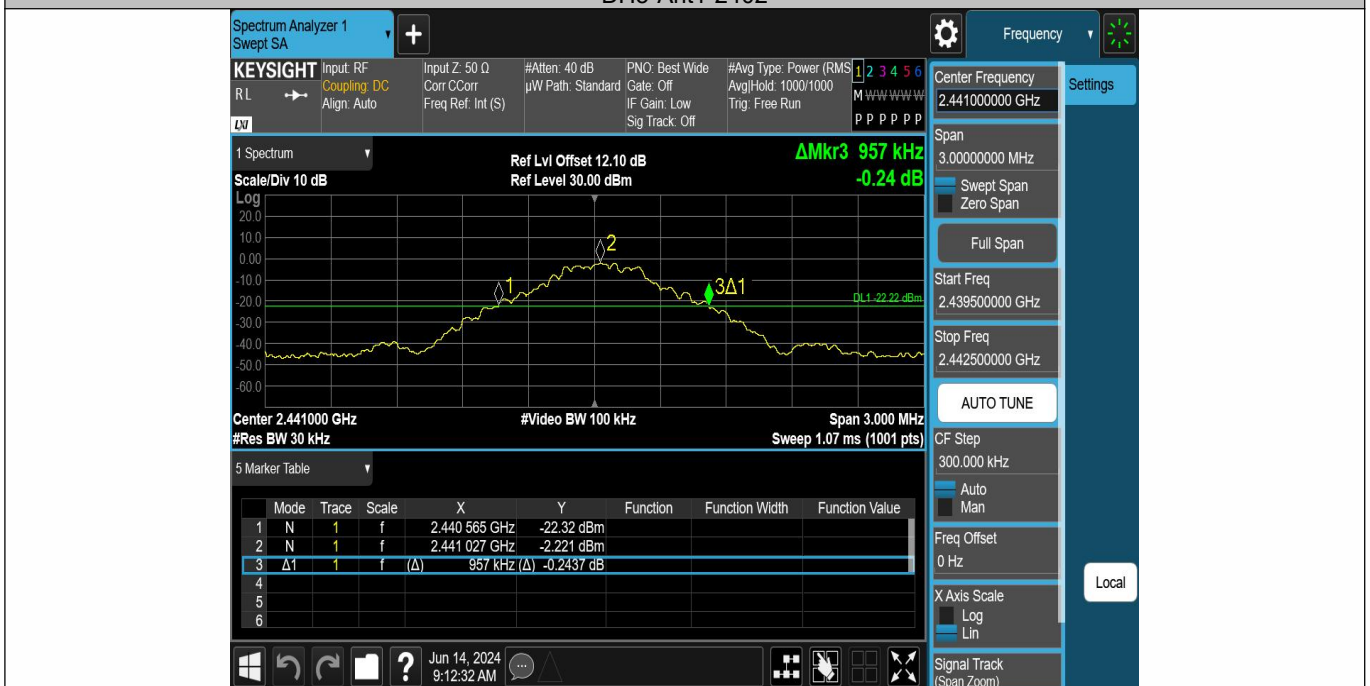 Spectrum Analyzer 1
Swept SA
+
Frequency
KEYSIGHT
RL
LXI
Input: RF
Coupling: DC
Align: Auto
Input Z: 50 Ω
Corr CCorr
Freq Ref: Int (S)
#Atten: 40 dB
µW Path: Standard
PNO: Best Wide
Gate: Off
IF Gain: Low
Sig Track: Off
#Avg Type: Power (RMS
Avg|Hold: 1000/1000
Trig: Free Run
1 2 3 4 5 6
M W W W W W
P P P P P P
1 Spectrum
Scale/Div 10 dB
Ref Lvl Offset 12.10 dB
Ref Level 30.00 dBm
ΔMkr3 957 kHz
-0.24 dB
Log
20.0
10.0
0.00
-10.0
-20.0
-30.0
-40.0
-50.0
-60.0
1
2
3Δ1
DL1 -22.22 dBm
Center 2.441000 GHz
#Video BW 100 kHz
Span 3.000 MHz
#Res BW 30 kHz
Sweep 1.07 ms (1001 pts)
5 Marker Table
Mode Trace Scale X Y Function Function Width Function Value
1 N 1 f 2.440 565 GHz -22.32 dBm
2 N 1 f 2.441 027 GHz -2.221 dBm
3 Δ1 1 f (Δ) 957 kHz (Δ) -0.2437 dB
4
5
6
Center Frequency
2.441000000 GHz
Settings
Span
3.00000000 MHz
Swept Span
Zero Span
Full Span
Start Freq
2.439500000 GHz
Stop Freq
2.442500000 GHz
AUTO TUNE
CF Step
300.000 kHz
Auto
Man
Freq Offset
0 Hz
X Axis Scale
Log
Lin
Local
Signal Track
(Span Zoom)
?
Jun 14, 2024
9:12:32 AM